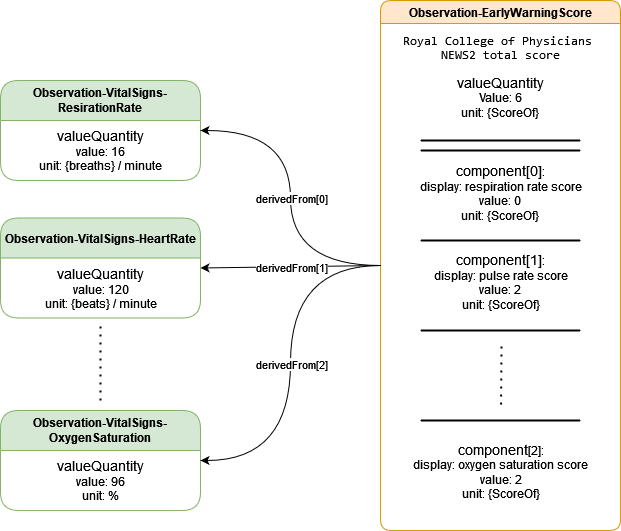 Observation-EarlyWarningScore
Royal College of Physicians
NEWS2 total score
valueQuantity
Value: 6
unit: {ScoreOf}
component[0]:
display: respiration rate score
value: 0
unit: {ScoreOf}
component[1]:
display: pulse rate score
value: 2
unit: {ScoreOf}
component[2]:
display: oxygen saturation score
value: 2
unit: {ScoreOf}
Observation-VitalSigns-
ResirationRate
valueQuantity
value: 16
unit: {breaths} / minute
Observation-VitalSigns-HeartRate
valueQuantity
value: 120
unit: {beats} / minute
Observation-VitalSigns-
OxygenSaturation
valueQuantity
value: 96
unit: %
derivedFrom[0]
derivedFrom[1]
derivedFrom[2]